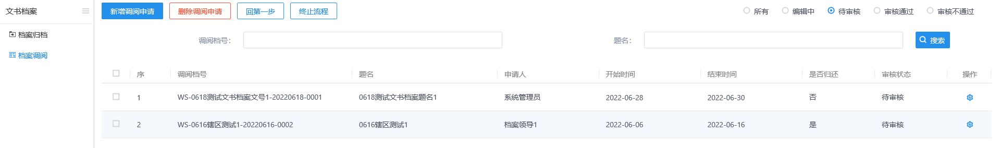 文书档案
档案归档
档案调阅
新增调阅申请 删除调阅申请 回第一步 终止流程 所有 编辑中 待审核 审核通过 审核不通过
调阅档号: 题名: 搜索
序 调阅档号 题名 申请人 开始时间 结束时间 是否归还 审核状态 操作
1 WS-0618测试文书档案文号1-20220618-0001 0618测试文书档案题名1 系统管理员 2022-06-28 2022-06-30 否 待审核
2 WS-0616辖区测试1-20220616-0002 0616辖区测试1 档案领导1 2022-06-06 2022-06-16 是 待审核